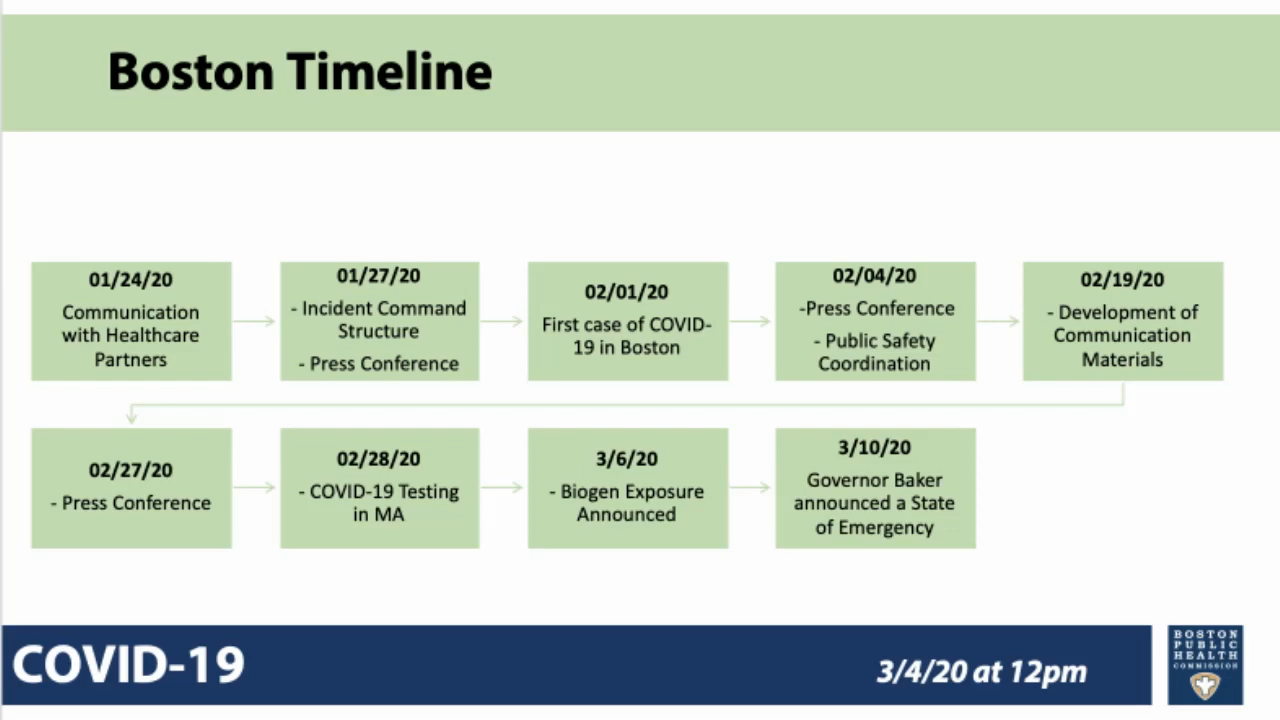 Boston Timeline
01/24/20
Communication
with Healthcare
Partners
01/27/20
- Incident Command
Structure
- Press Conference
02/01/20
First case of COVID-
19 in Boston
02/04/20
-Press Conference
- Public Safety
Coordination
02/19/20
- Development of
Communication
Materials
02/27/20
- Press Conference
02/28/20
- COVID-19 Testing
in MA
3/6/20
- Biogen Exposure
Announced
3/10/20
Governor Baker
announced a State
of Emergency
COVID-19
3/4/20 at 12pm
BOSTON
PUBLIC
HEALTH
COMMISSION